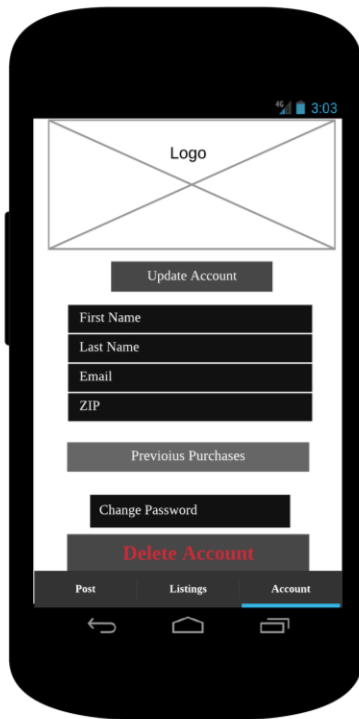 4G 3:03
Logo
Update Account
First Name
Last Name
Email
ZIP
Previoius Purchases
Change Password
Delete Account
Post Listings Account